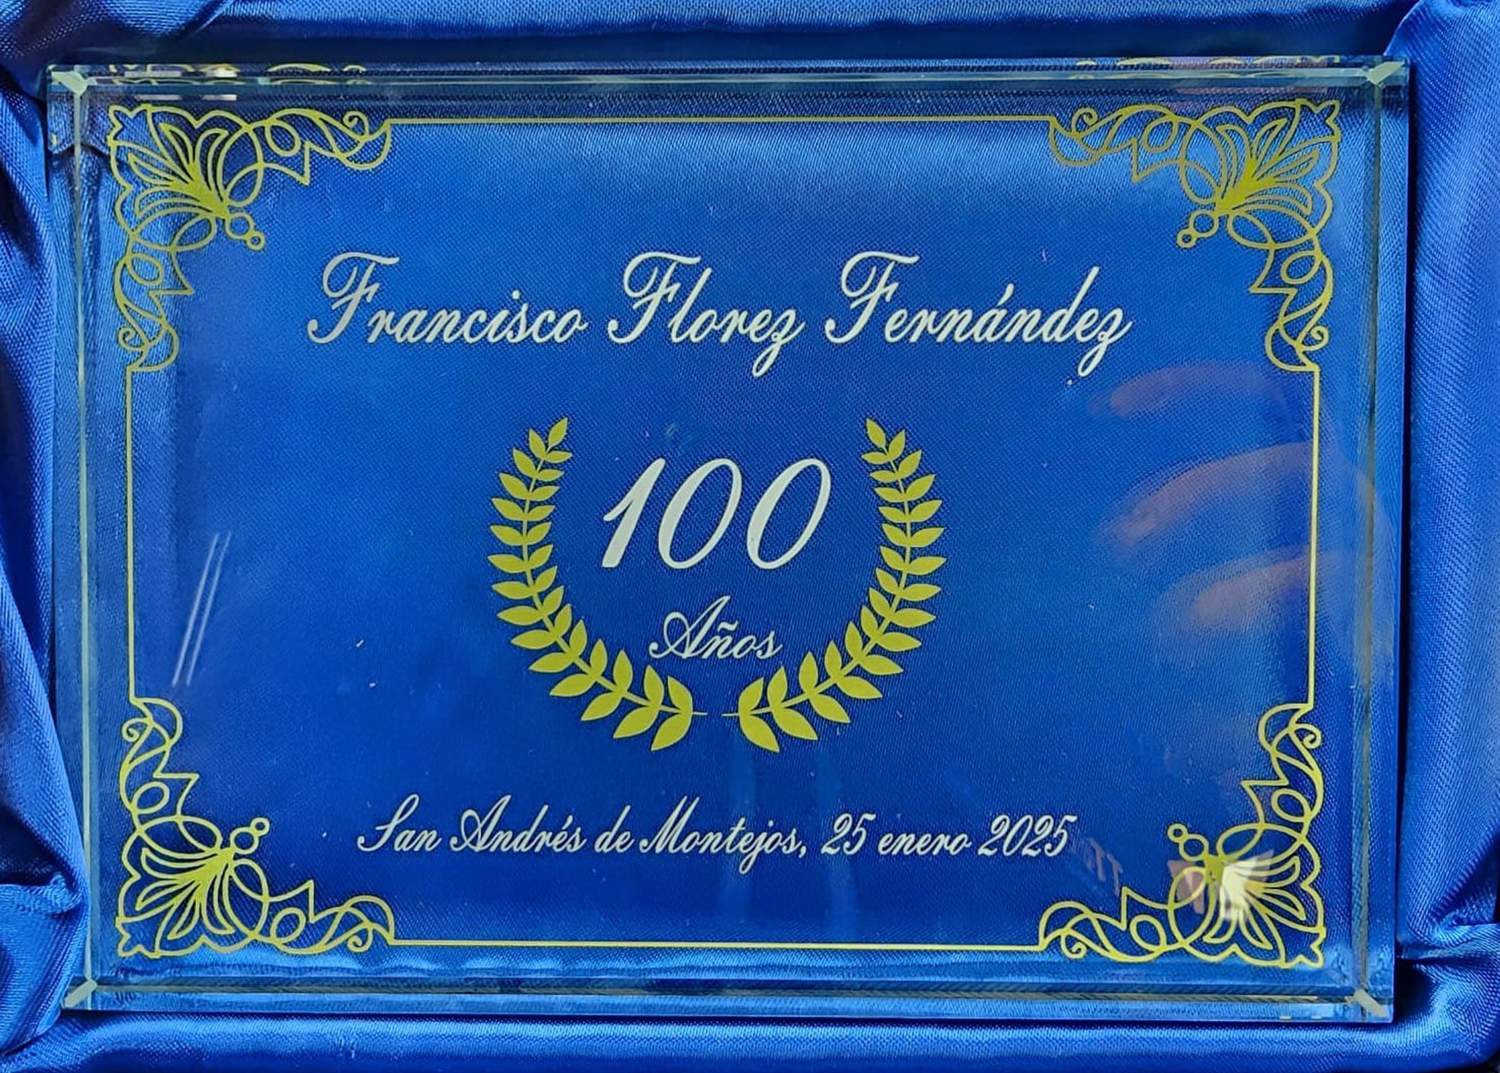 Francisco Florez Fernández
100
Años
San Andrés de Montejos, 25 enero 2025